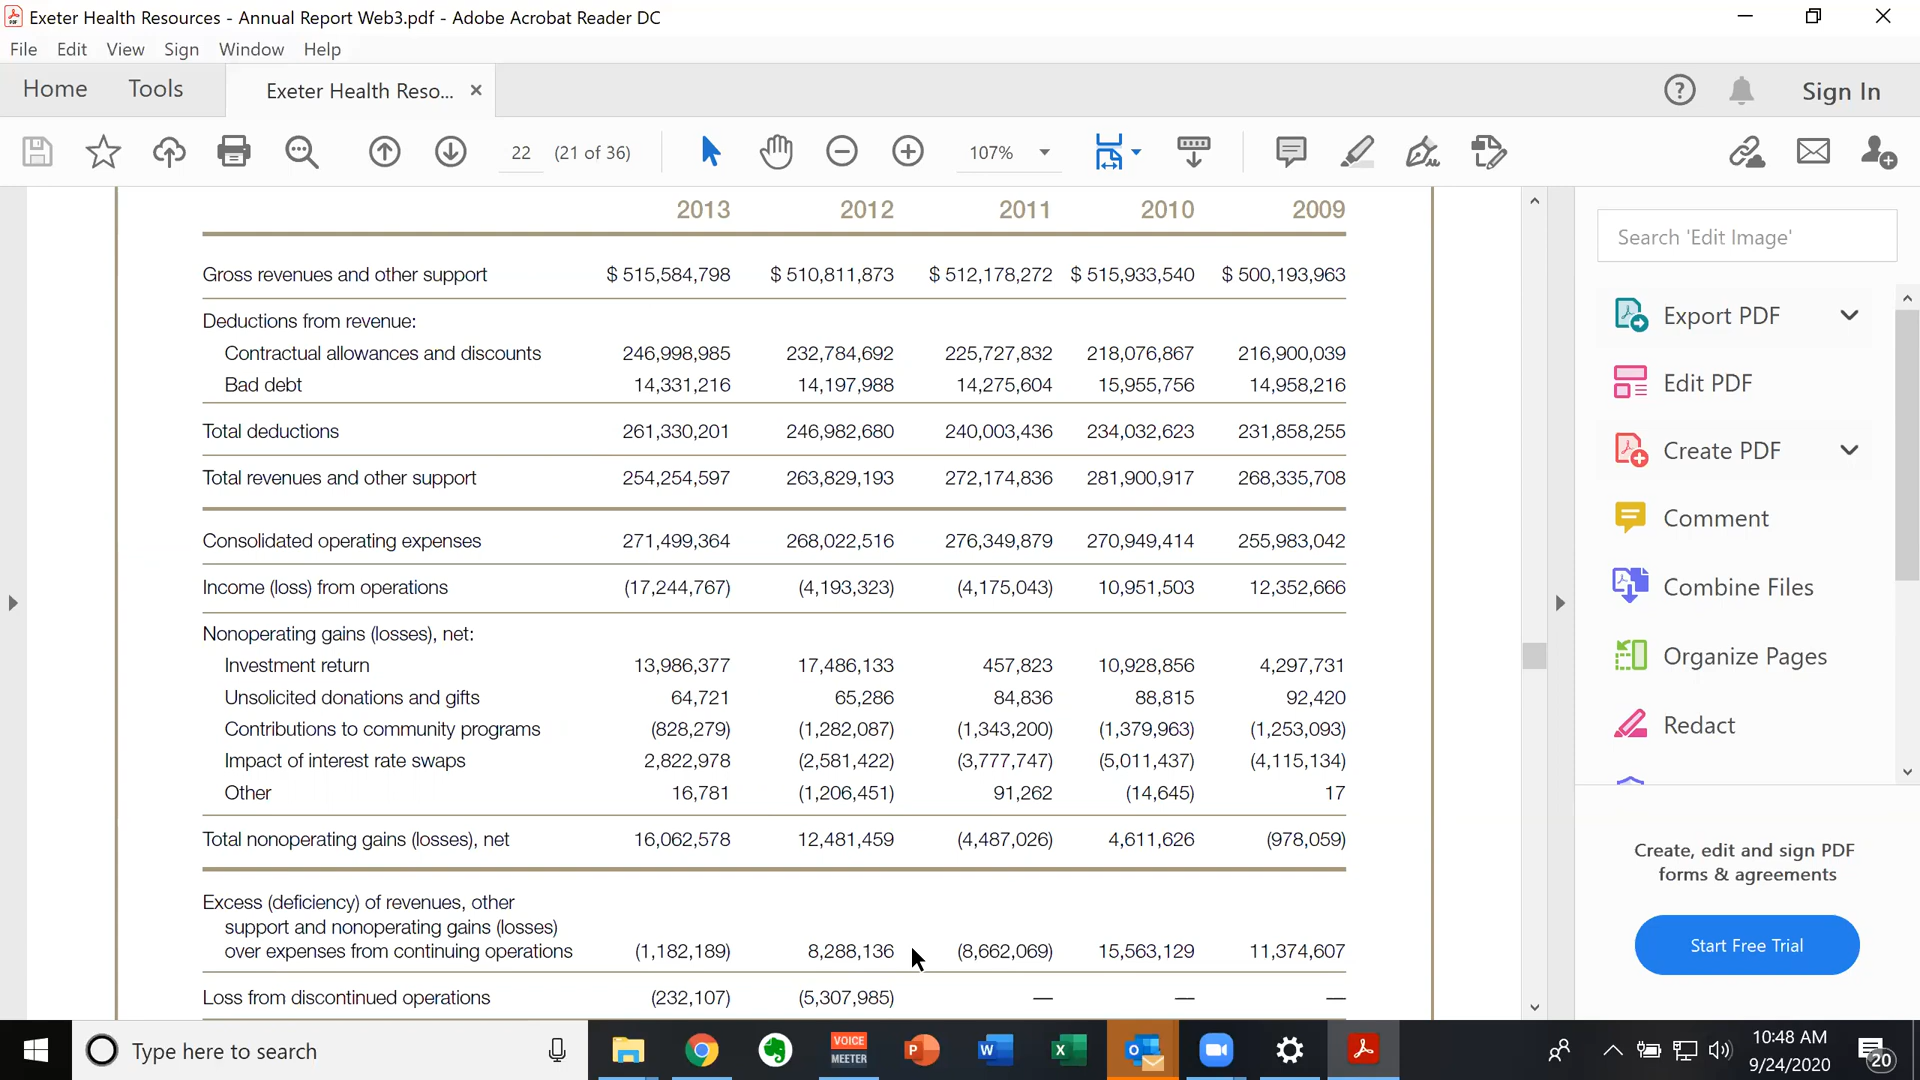 Exeter Health Resources - Annual Report Web3.pdf - Adobe Acrobat Reader DC
File Edit View Sign Window Help
Home Tools Exeter Health Reso... × Sign In
22 (21 of 36) 107%
2013 2012 2011 2010 2009
Gross revenues and other support $ 515,584,798 $ 510,811,873 $ 512,178,272 $ 515,933,540 $ 500,193,963
Deductions from revenue:
Contractual allowances and discounts 246,998,985 232,784,692 225,727,832 218,076,867 216,900,039
Bad debt 14,331,216 14,197,988 14,275,604 15,955,756 14,958,216
Total deductions 261,330,201 246,982,680 240,003,436 234,032,623 231,858,255
Total revenues and other support 254,254,597 263,829,193 272,174,836 281,900,917 268,335,708
Consolidated operating expenses 271,499,364 268,022,516 276,349,879 270,949,414 255,983,042
Income (loss) from operations (17,244,767) (4,193,323) (4,175,043) 10,951,503 12,352,666
Nonoperating gains (losses), net:
Investment return 13,986,377 17,486,133 457,823 10,928,856 4,297,731
Unsolicited donations and gifts 64,721 65,286 84,836 88,815 92,420
Contributions to community programs (828,279) (1,282,087) (1,343,200) (1,379,963) (1,253,093)
Impact of interest rate swaps 2,822,978 (2,581,422) (3,777,747) (5,011,437) (4,115,134)
Other 16,781 (1,206,451) 91,262 (14,645) 17
Total nonoperating gains (losses), net 16,062,578 12,481,459 (4,487,026) 4,611,626 (978,059)
Excess (deficiency) of revenues, other
support and nonoperating gains (losses)
over expenses from continuing operations (1,182,189) 8,288,136 (8,662,069) 15,563,129 11,374,607
Loss from discontinued operations (232,107) (5,307,985) — — —
Search 'Edit Image'
Export PDF
Edit PDF
Create PDF
Comment
Combine Files
Organize Pages
Redact
Create, edit and sign PDF
forms & agreements
Start Free Trial
Type here to search
VOICE
MEETER
10:48 AM
9/24/2020
20